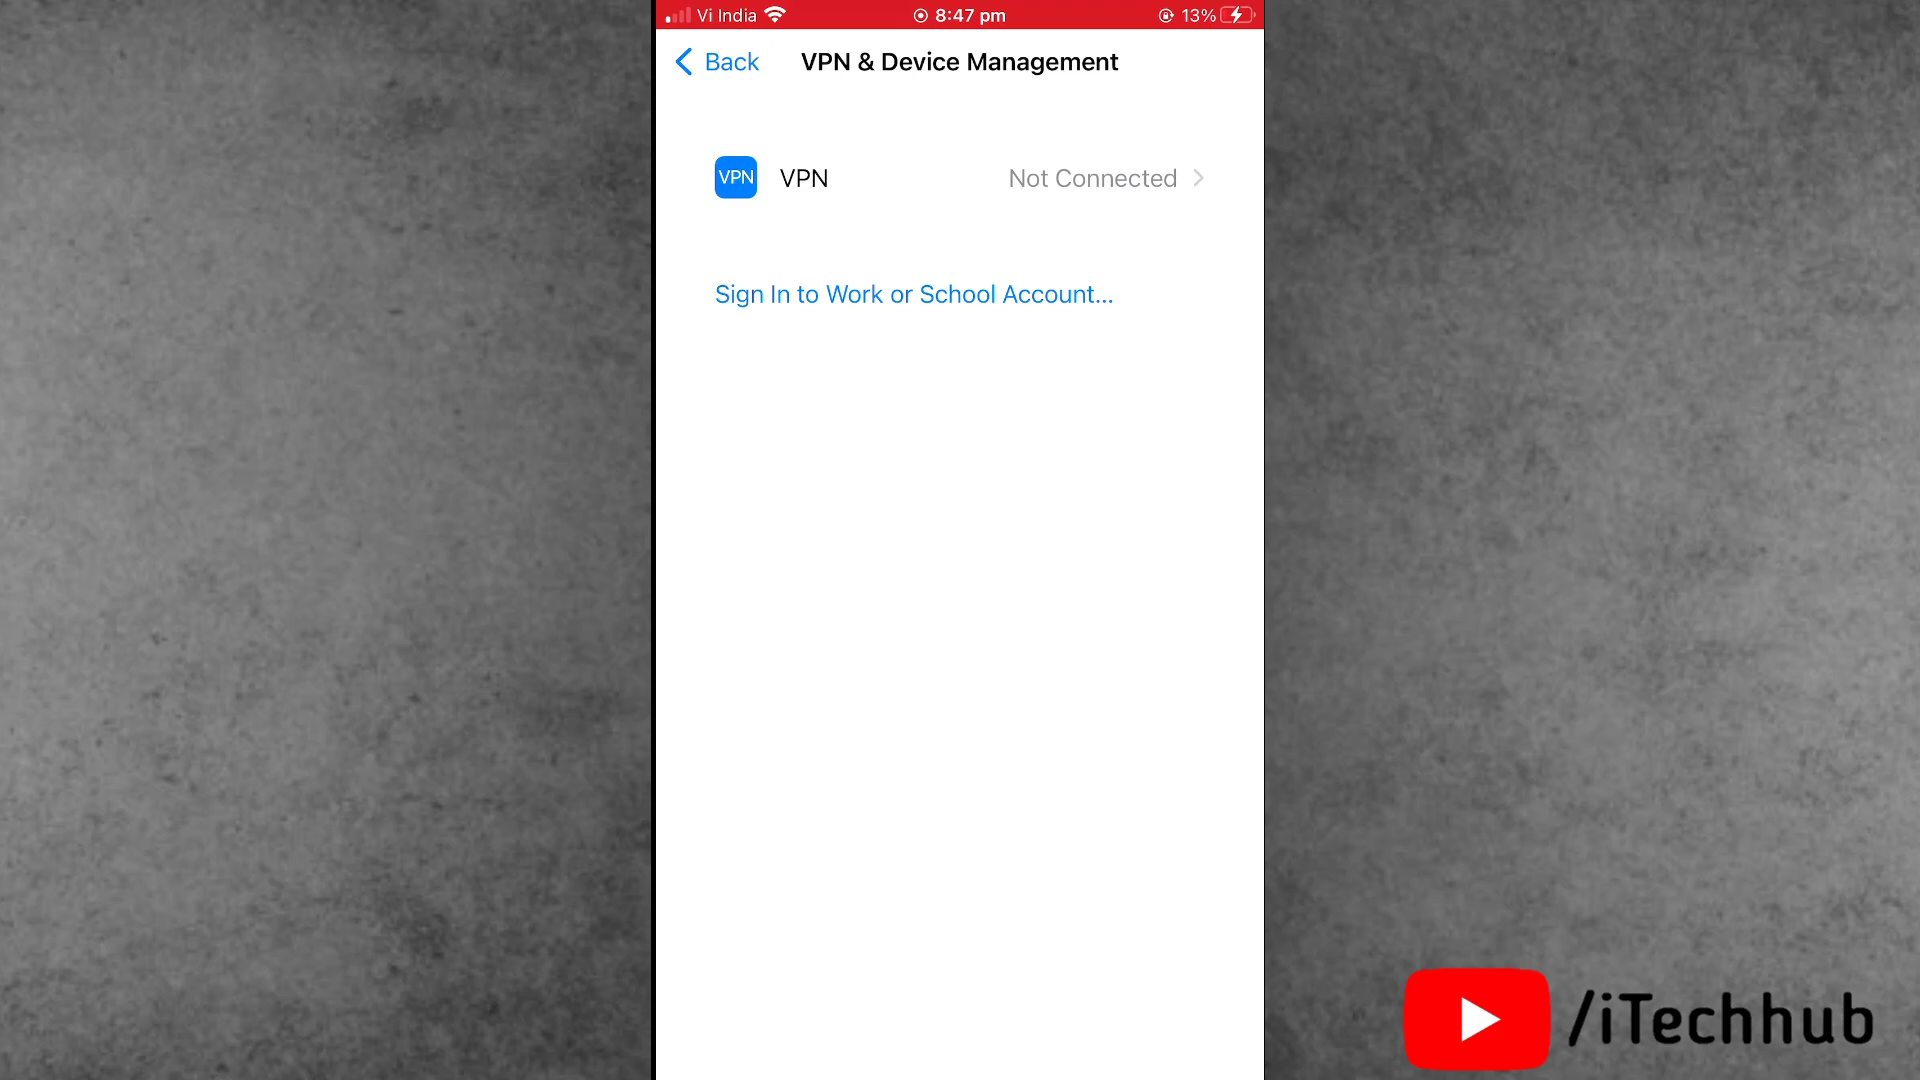 Vi India 8:47 pm 13%
Back VPN & Device Management
VPN VPN Not Connected
Sign In to Work or School Account...
/iTechhub